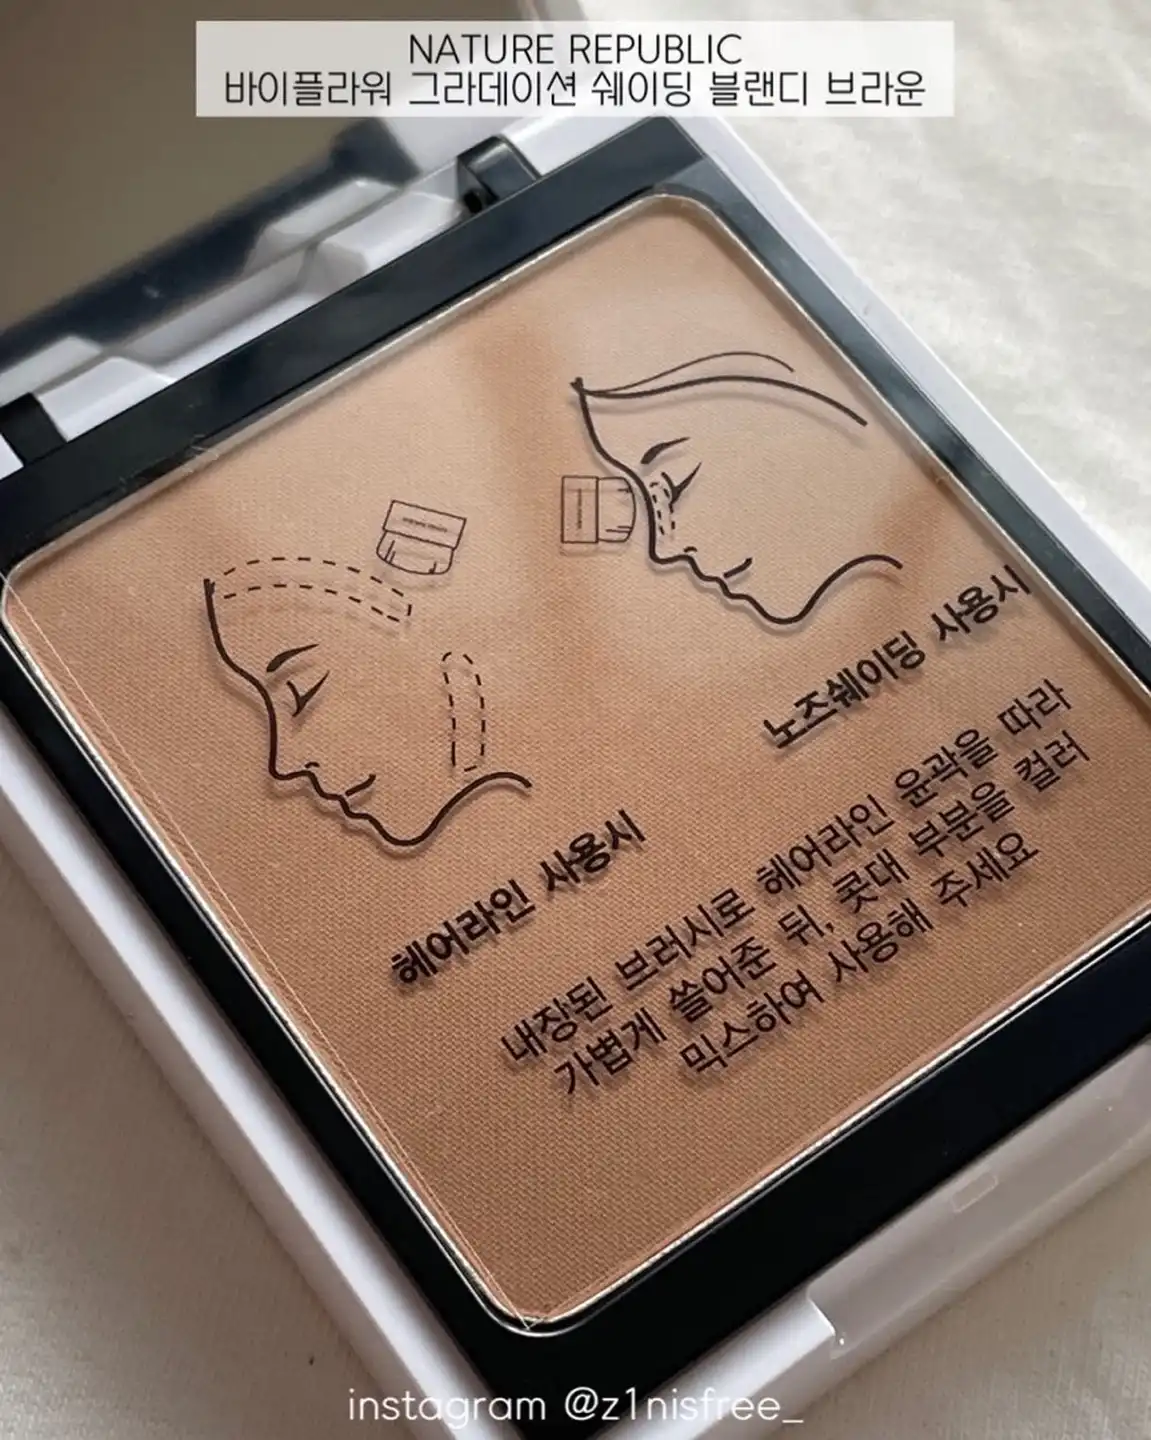 NATURE REPUBLIC
바이플라워 그라데이션 쉐이딩 블랜디 브라운
노즈쉐이딩 사용시
헤어라인 사용시
내장된 브러시로 헤어라인 윤곽을 따라
가볍게 쓸어준 뒤, 콧대 부분을 컬러
믹스하여 사용해 주세요
instagram @z1nisfree_